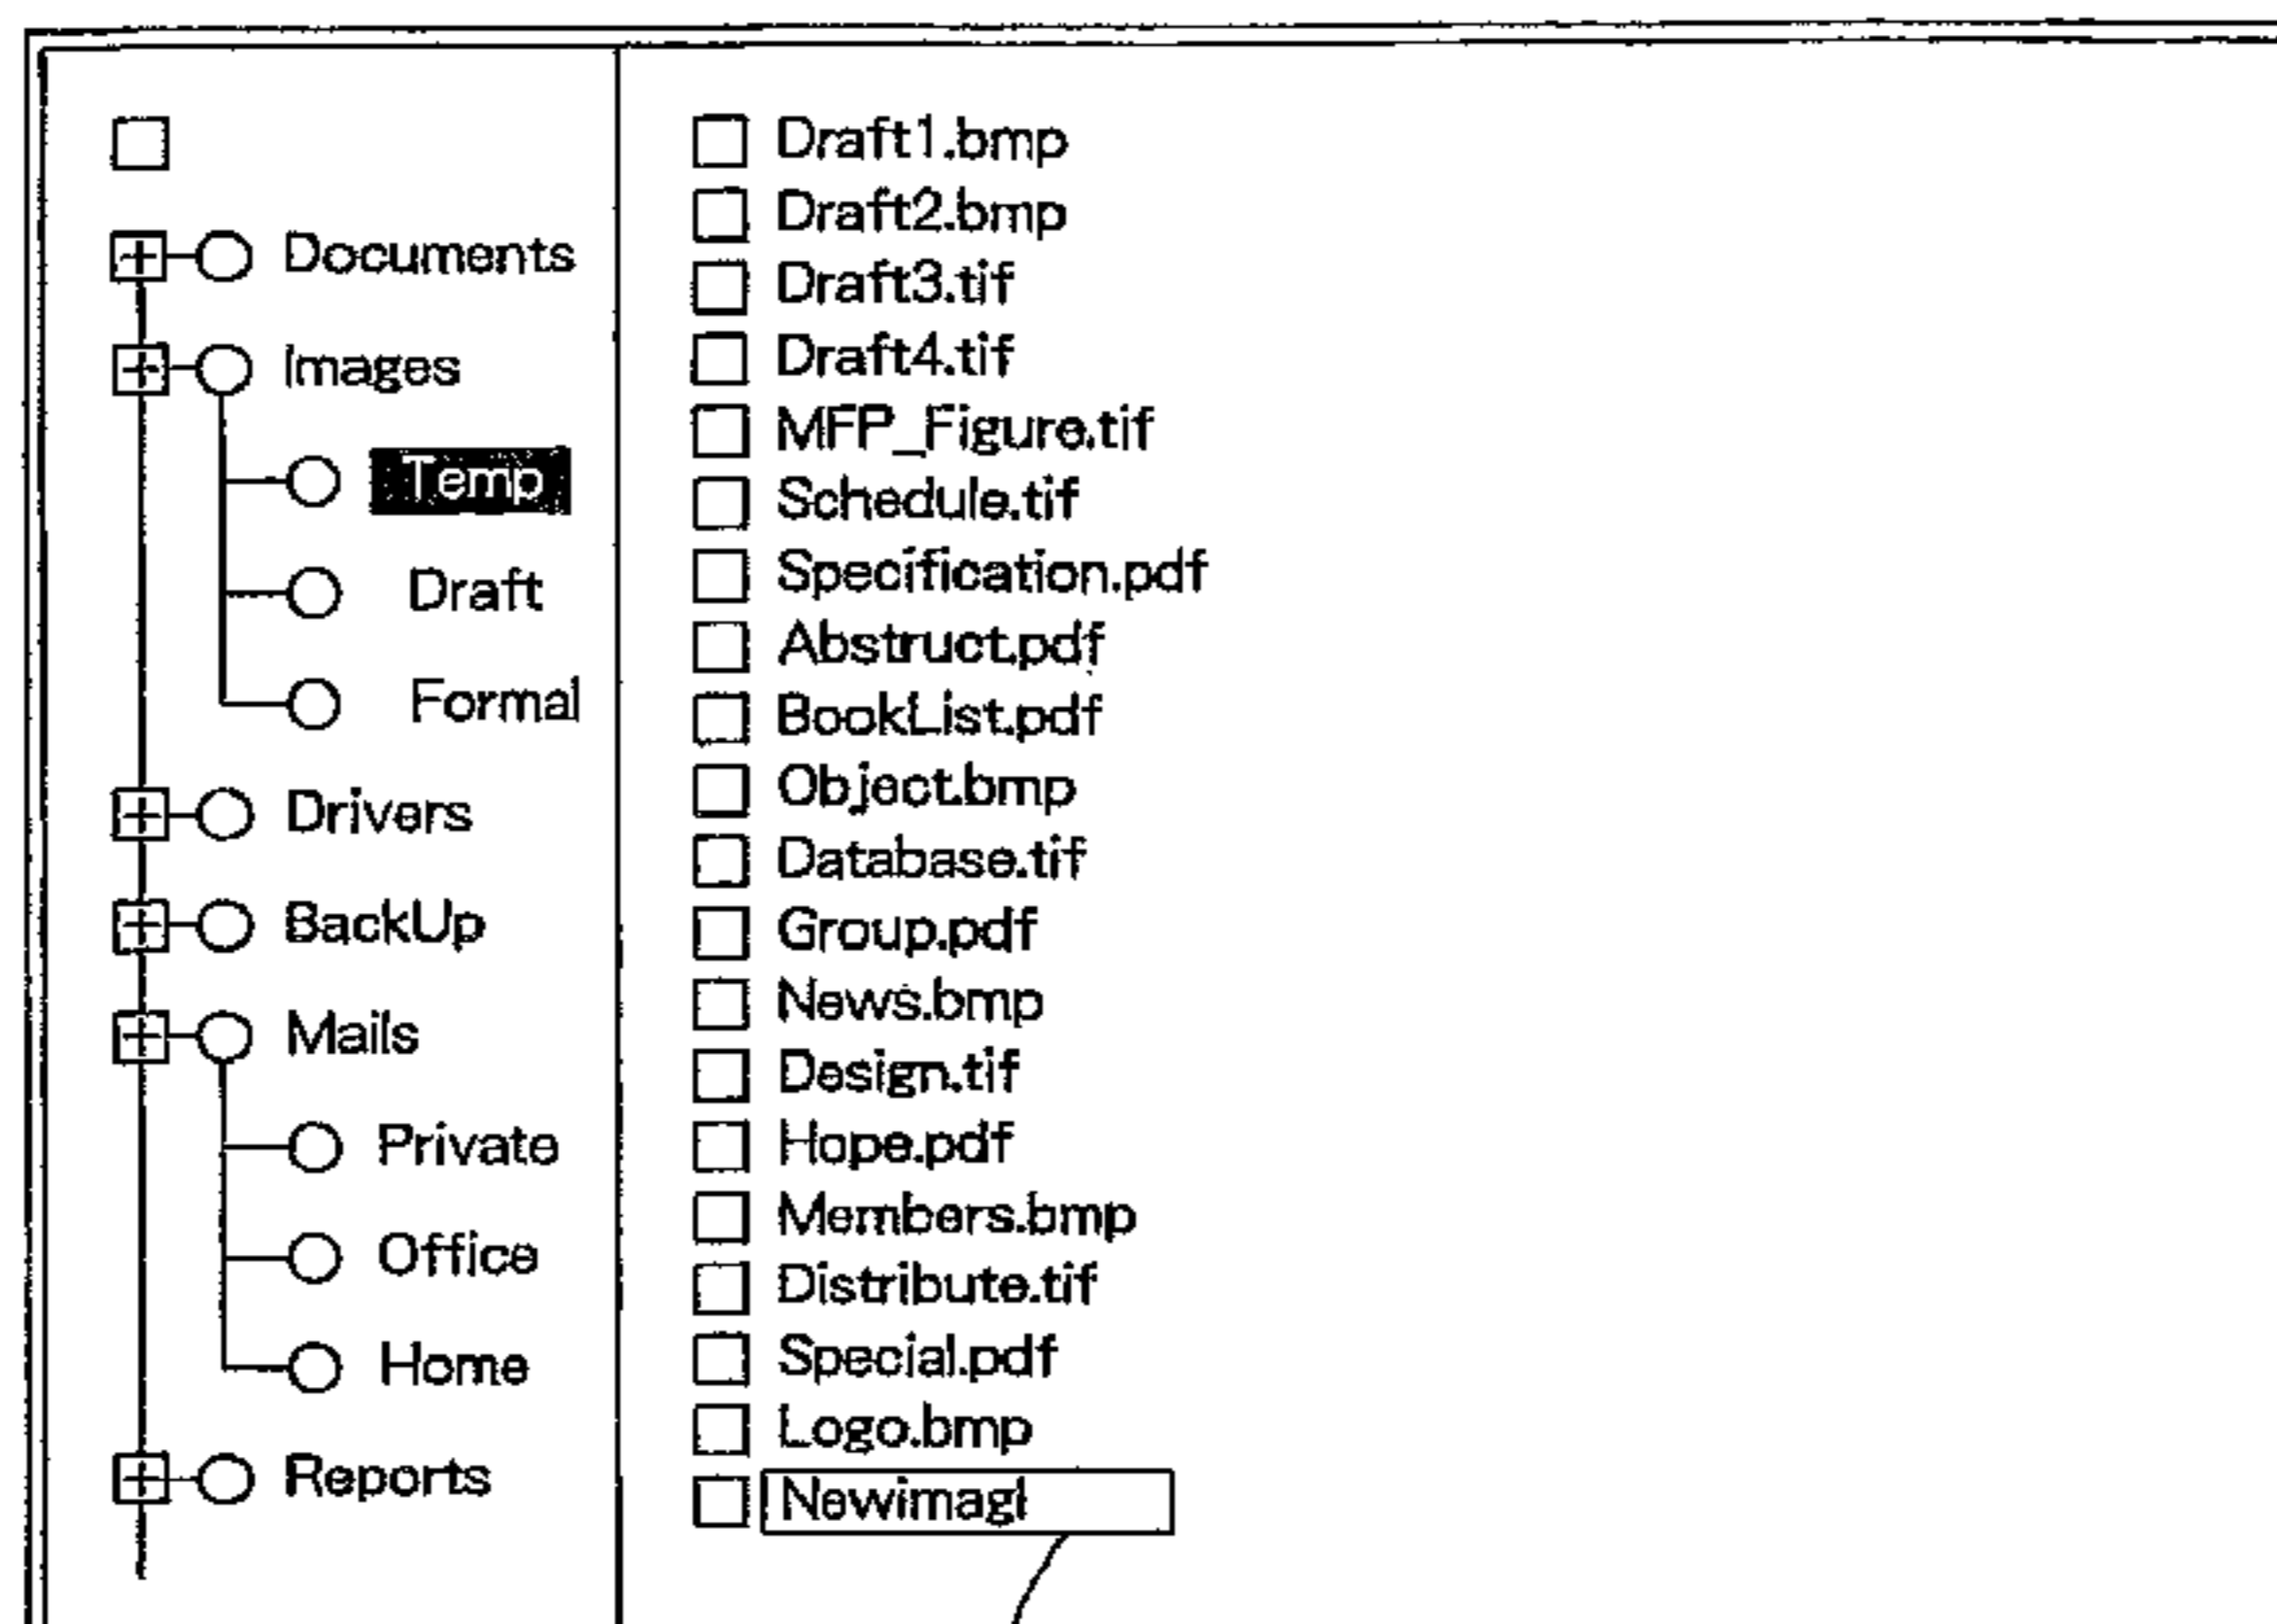 Documents
Images
Temp
Draft
Formal
Drivers
BackUp
Mails
Private
Office
Home
Reports
Draft1.bmp
Draft2.bmp
Draft3.tif
Draft4.tif
MFP_Figure.tif
Schedule.tif
Specification.pdf
Abstruct.pdf
BookList.pdf
Object.bmp
Database.tif
Group.pdf
News.bmp
Design.tif
Hope.pdf
Members.bmp
Distribute.tif
Special.pdf
Logo.bmp
Newimag|